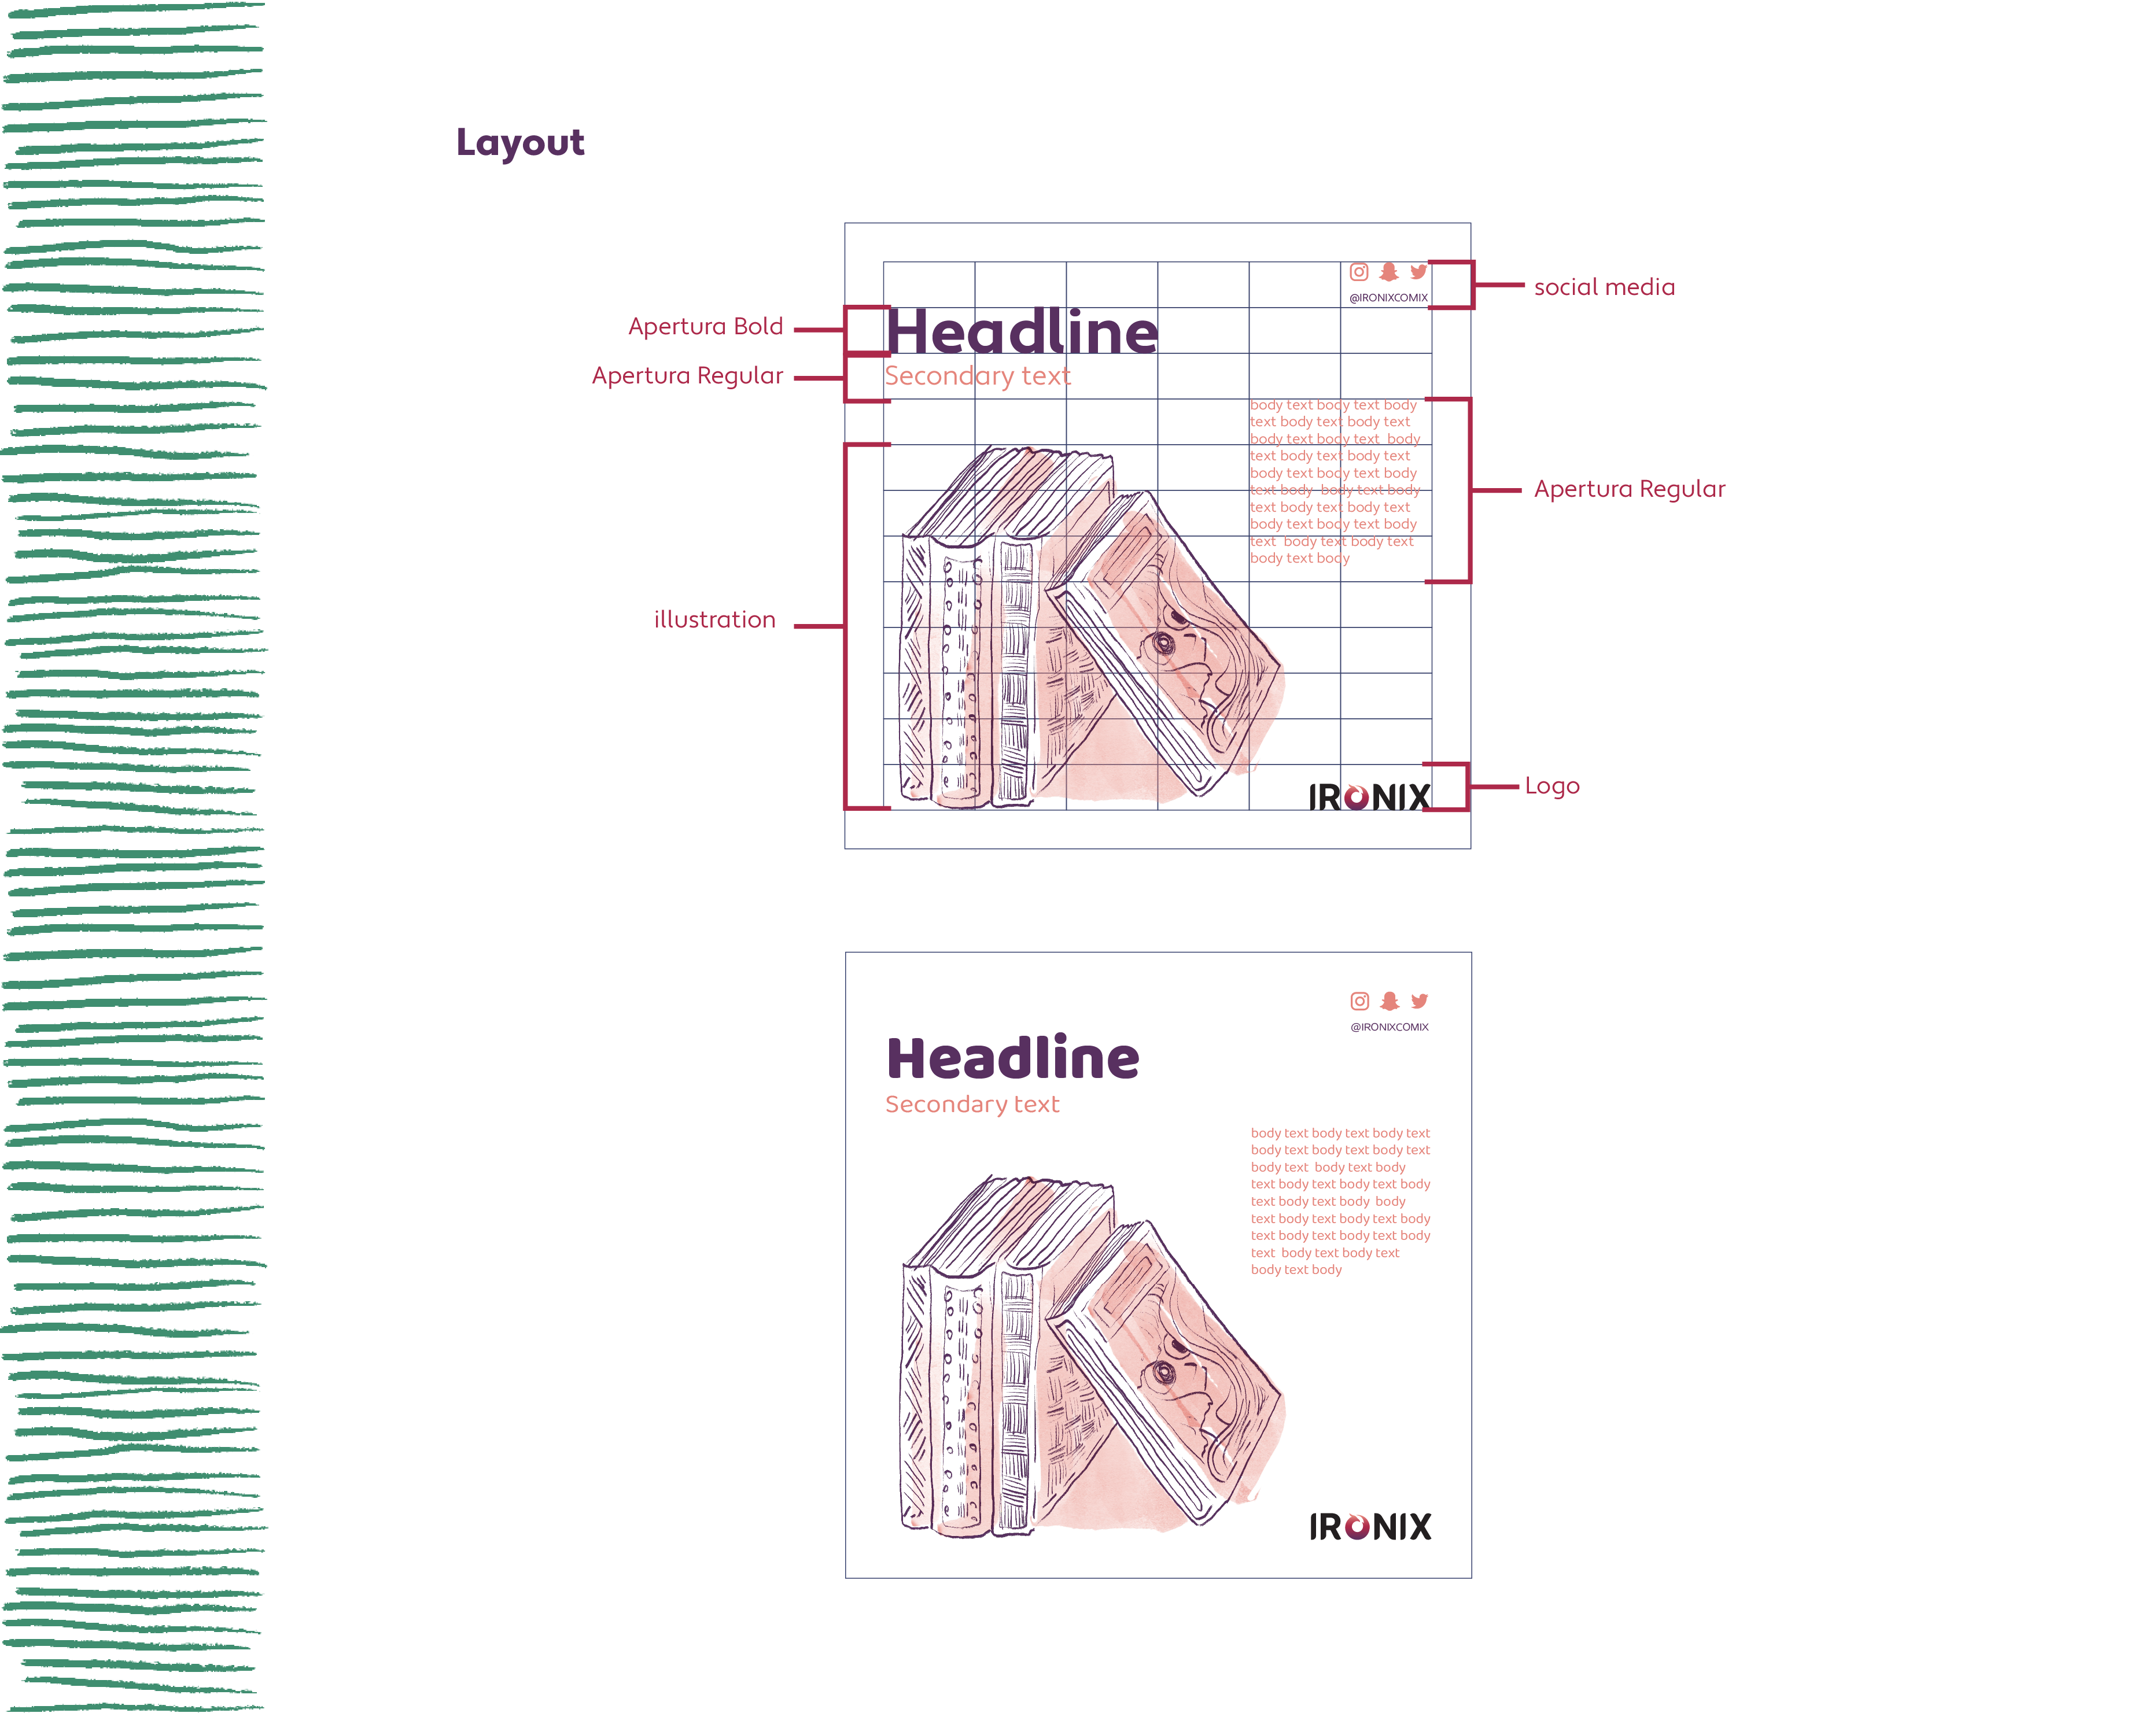 Layout
@IRONIXCOMIX
social media
Apertura Bold
Headline
Apertura Regular
Secondary text
body text body text body
text body text body text
body text body text  body
text body text body text
body text body text body
text body  body text body
text body text body text
body text body text body
text  body text body text
body text body
Apertura Regular
illustration
IRONIX
Logo
@IRONIXCOMIX
Headline
Secondary text
body text body text body text
body text body text body text
body text  body text body
text body text body text body
text body text body  body
text body text body text body
text body text body text body
text  body text body text
body text body
IRONIX